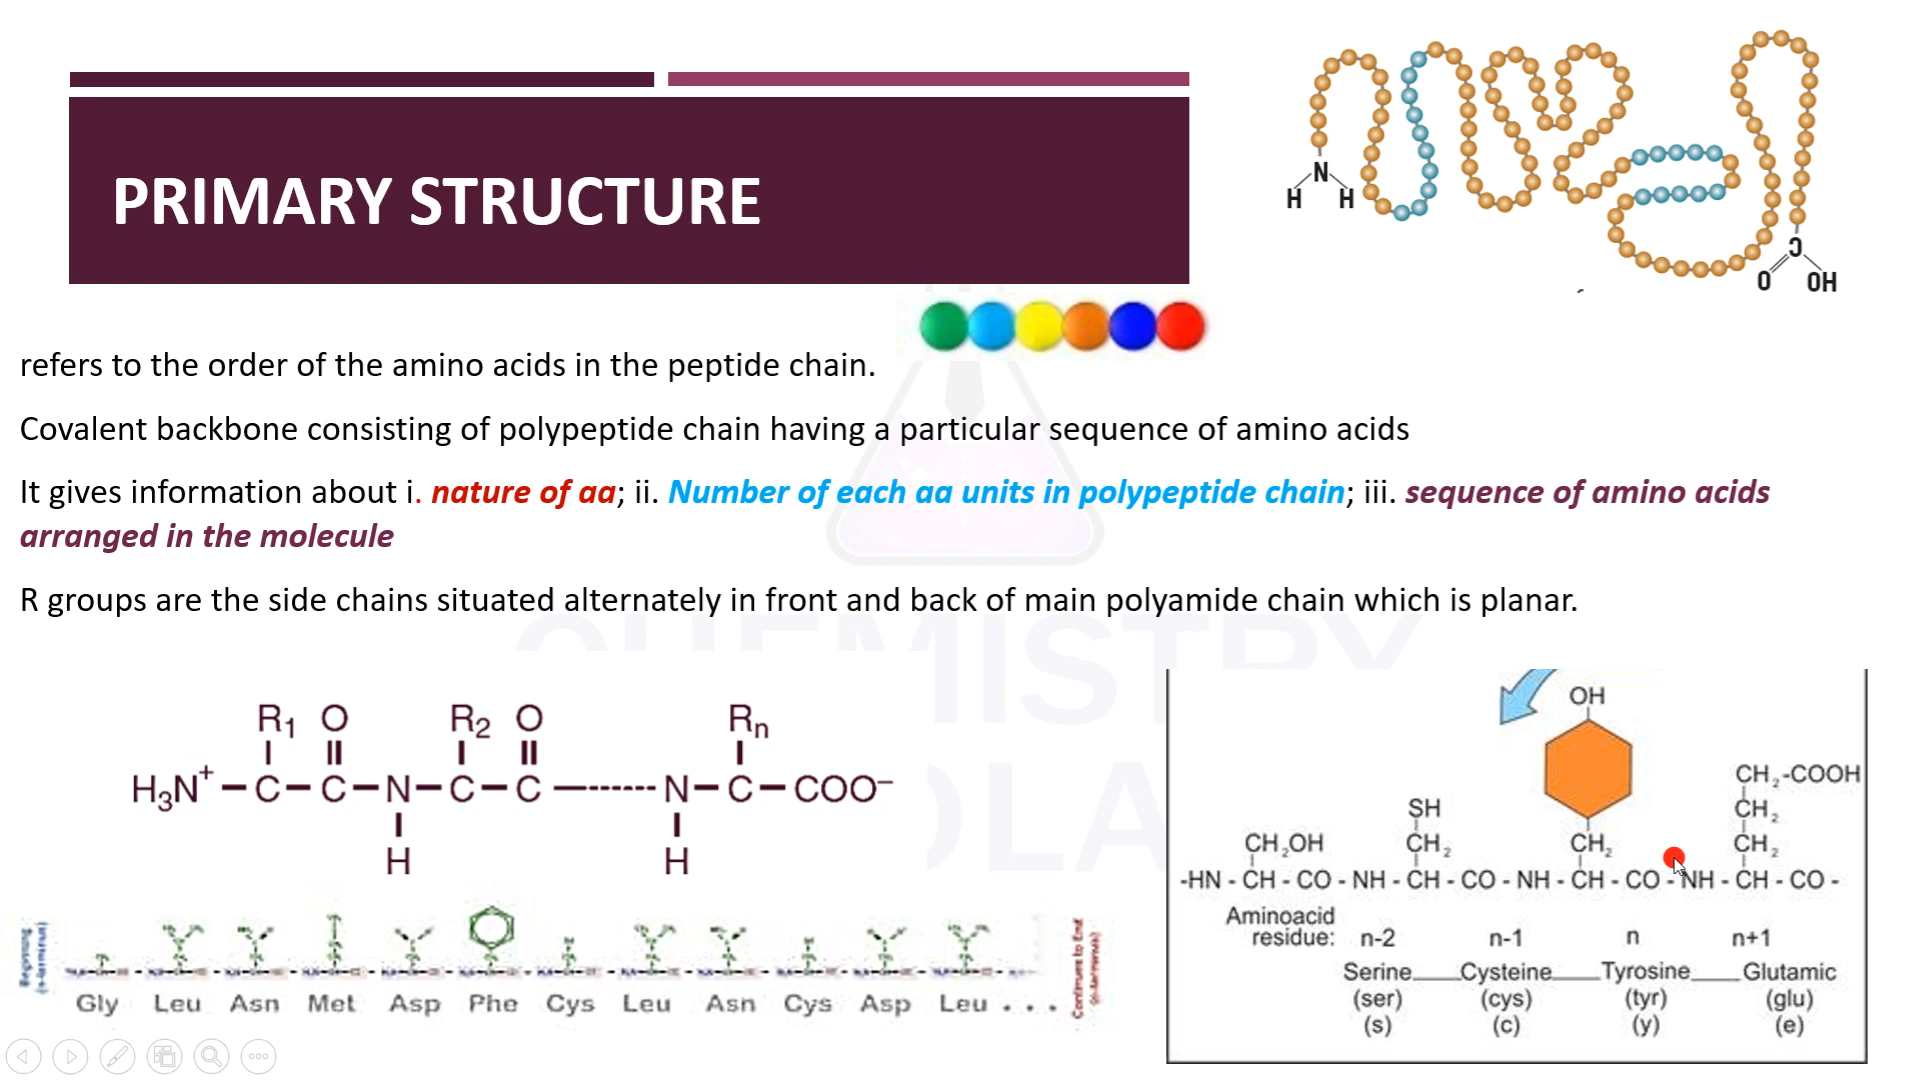 PRIMARY STRUCTURE
N
H H
C
O OH
refers to the order of the amino acids in the peptide chain.
Covalent backbone consisting of polypeptide chain having a particular sequence of amino acids
It gives information about i. nature of aa; ii. Number of each aa units in polypeptide chain; iii. sequence of amino acids
arranged in the molecule
R groups are the side chains situated alternately in front and back of main polyamide chain which is planar.
CHEMISTRY
R1 O R2 O Rn
H3N+ — C — C — N — C — C — ------ N — C — COO−
H H
Gly Leu Asn Met Asp Phe Cys Leu Asn Cys Asp Leu . . .
Continues to End
OH
CH2-COOH
SH CH2
CH2OH CH2 CH2 CH2
-HN - CH - CO - NH - CH - CO - NH - CH - CO - NH - CH - CO -
Aminoacid
residue: n-2 n-1 n n+1
Serine Cysteine Tyrosine Glutamic
(ser) (cys) (tyr) (glu)
(s) (c) (y) (e)